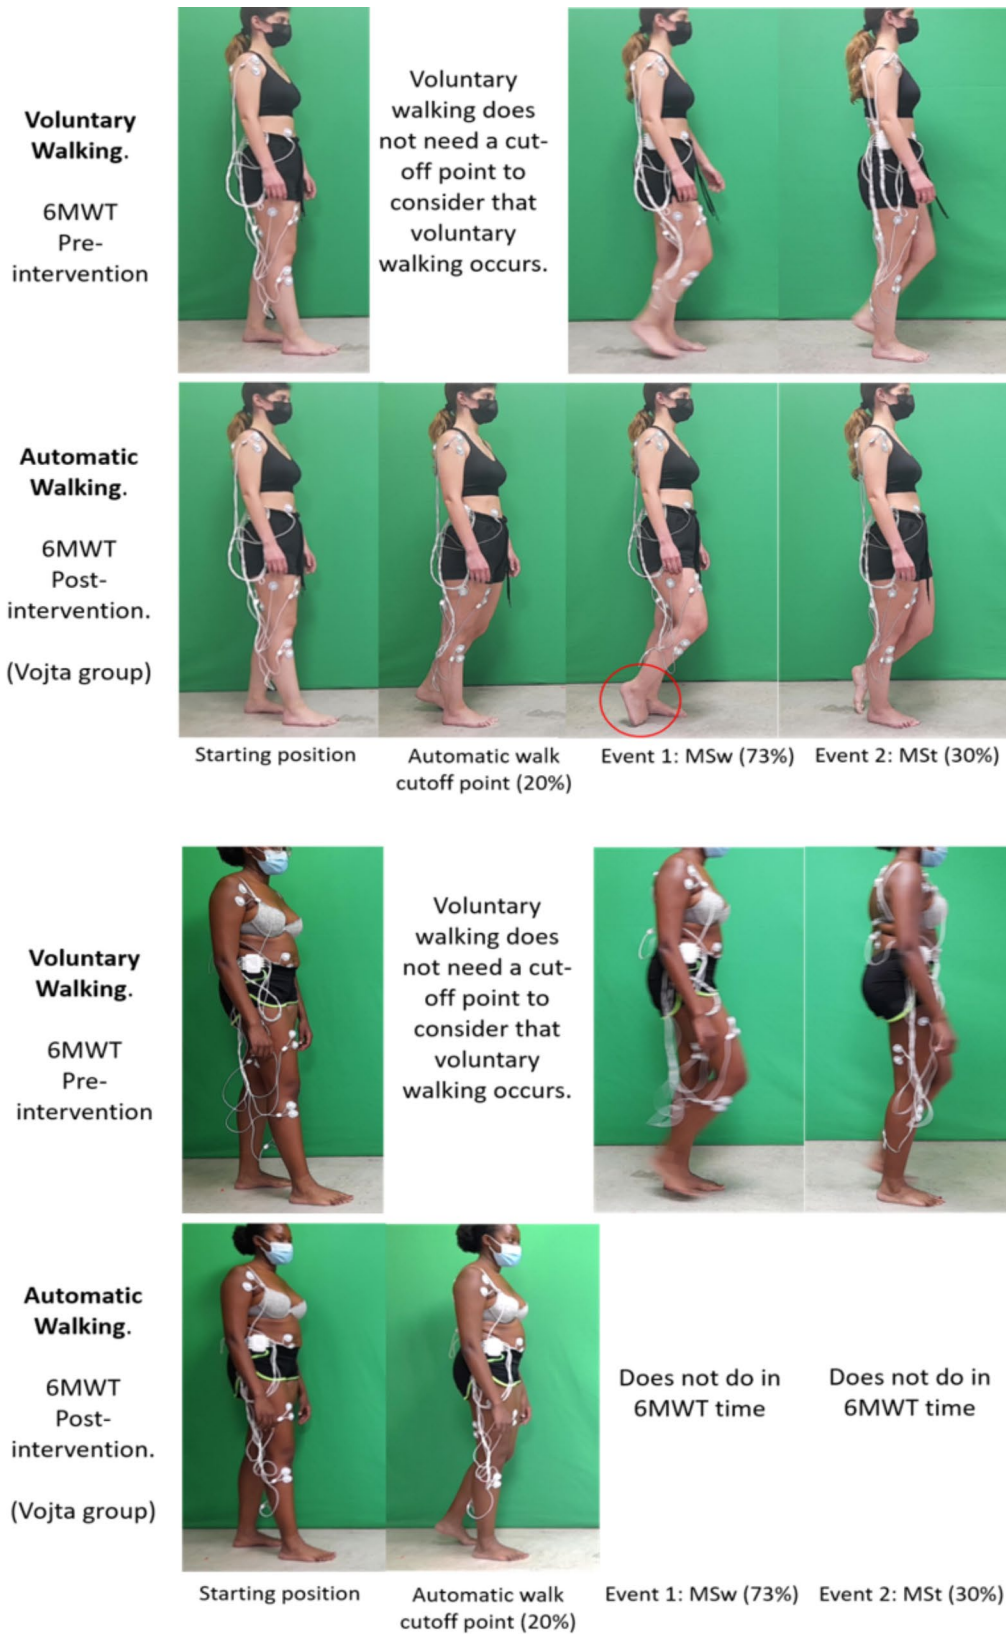 Voluntary
Walking.
6MWT
Pre-
intervention
Voluntary
walking does
not need a cut-
off point to
consider that
voluntary
walking occurs.
Automatic
Walking.
6MWT
Post-
intervention.
(Vojta group)
Starting position
Automatic walk
cutoff point (20%)
Event 1: MSw (73%)
Event 2: MSt (30%)
Voluntary
Walking.
6MWT
Pre-
intervention
Voluntary
walking does
not need a cut-
off point to
consider that
voluntary
walking occurs.
Automatic
Walking.
6MWT
Post-
intervention.
(Vojta group)
Does not do in
6MWT time
Does not do in
6MWT time
Starting position
Automatic walk
cutoff point (20%)
Event 1: MSw (73%)
Event 2: MSt (30%)